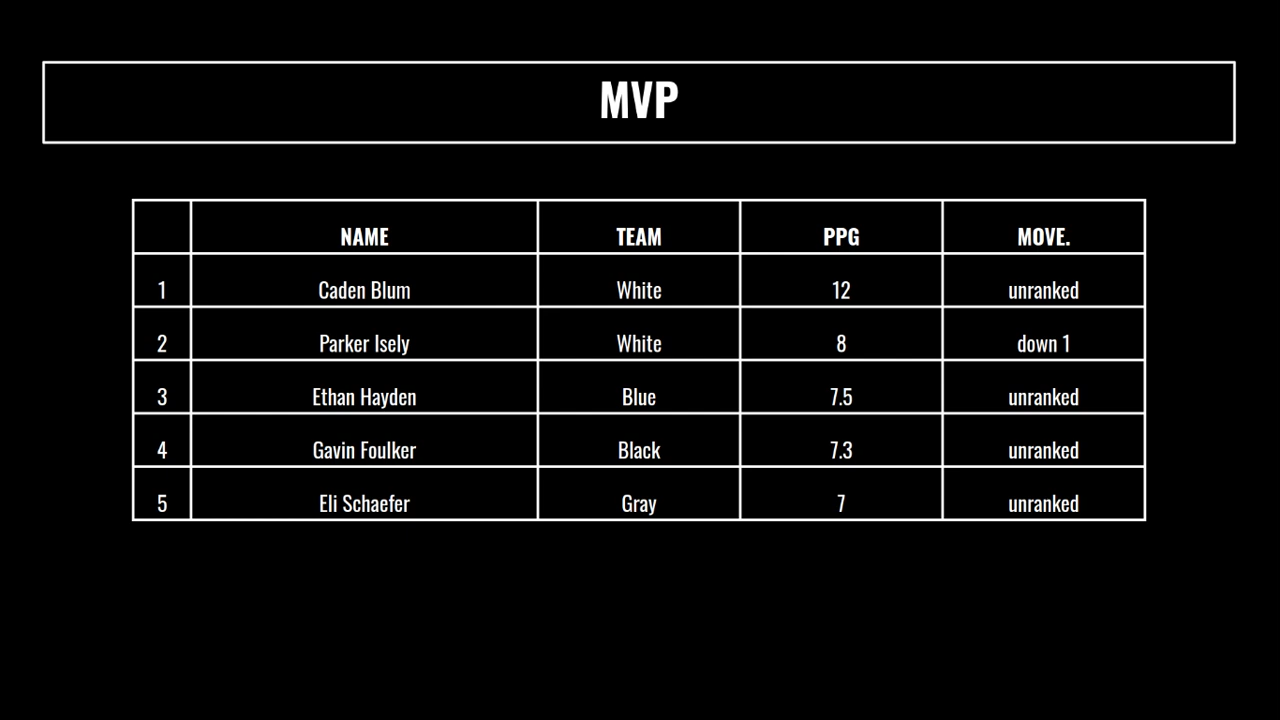 MVP
NAME TEAM PPG MOVE.
1 Caden Blum White 12 unranked
2 Parker Isely White 8 down 1
3 Ethan Hayden Blue 7.5 unranked
4 Gavin Foulker Black 7.3 unranked
5 Eli Schaefer Gray 7 unranked